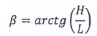 β = arctg(H/L)